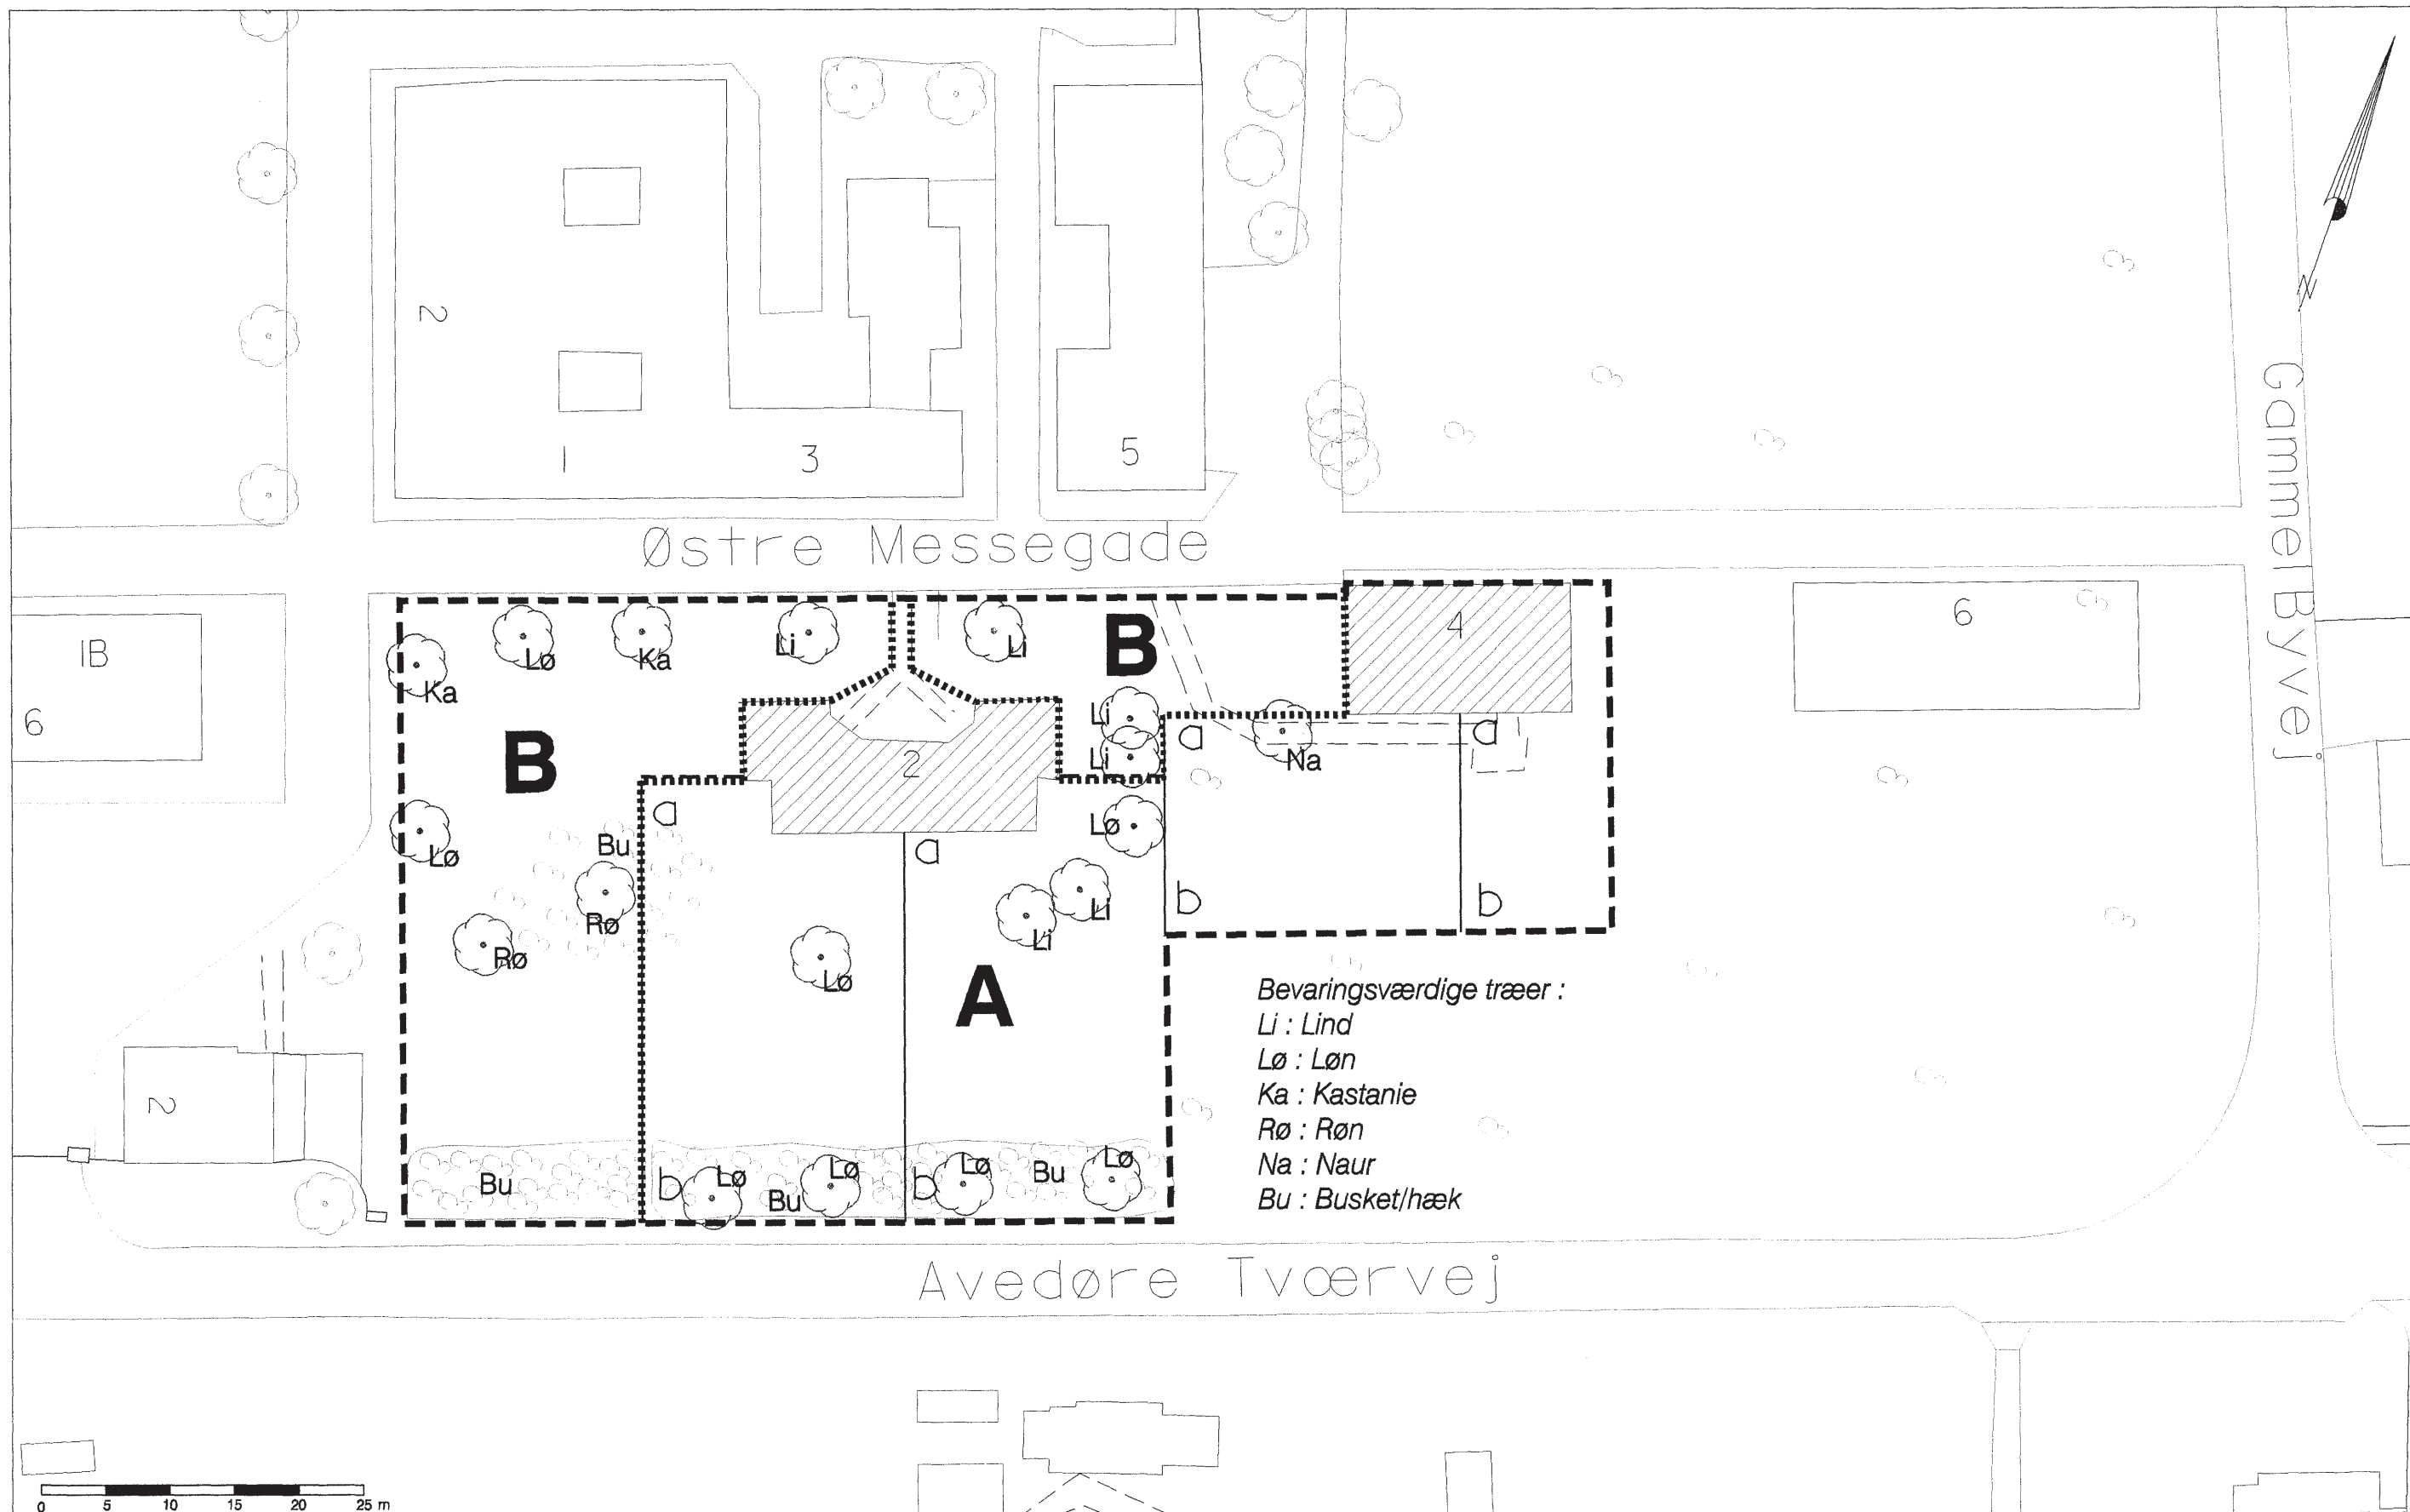 2
1
3
5
Østre Messegade
Gammel Byvej
1B
6
Ka
Lø
Ka
Li
Li
B
4
6
B
Li
Li
2
a
Na
a
a
a
Bu
Lø
Lø
Rø
Rø
Li
Li
Lø
b
b
A
Bevaringsværdige træer :
Li : Lind
Lø : Løn
Ka : Kastanie
Rø : Røn
Na : Naur
Bu : Busket/hæk
2
Bu
b
Lø
Bu
Lø
b
Lø
Bu
Lø
Avedøre Tværvej
N
0 5 10 15 20 25 m